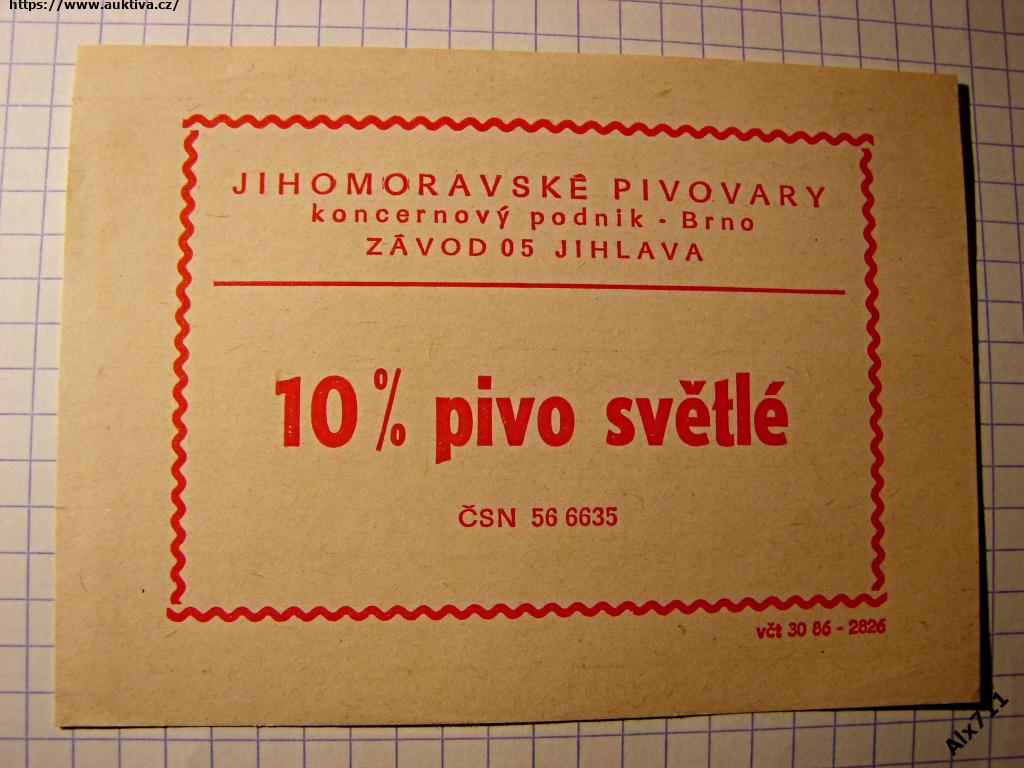 https://www.auktiva.cz/
JIHOMORAVSKÉ PIVOVARY
koncernový podnik - Brno
ZÁVOD 05 JIHLAVA
10% pivo světlé
ČSN 56 6635
včt 30 86 - 2826
Alx711